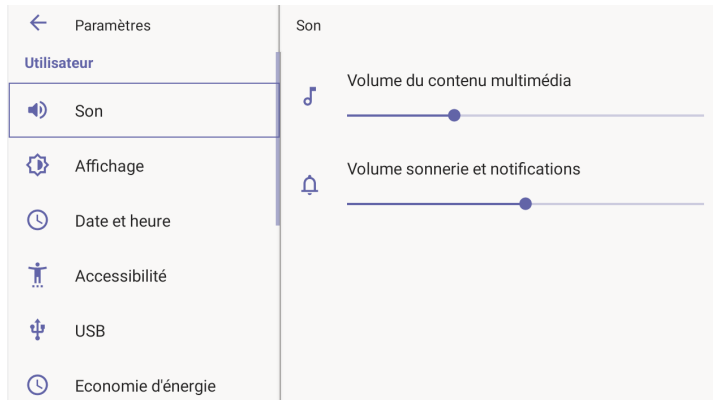 Paramètres
Utilisateur
Son
Affichage
Date et heure
Accessibilité
USB
Economie d'énergie
Son
Volume du contenu multimédia
Volume sonnerie et notifications